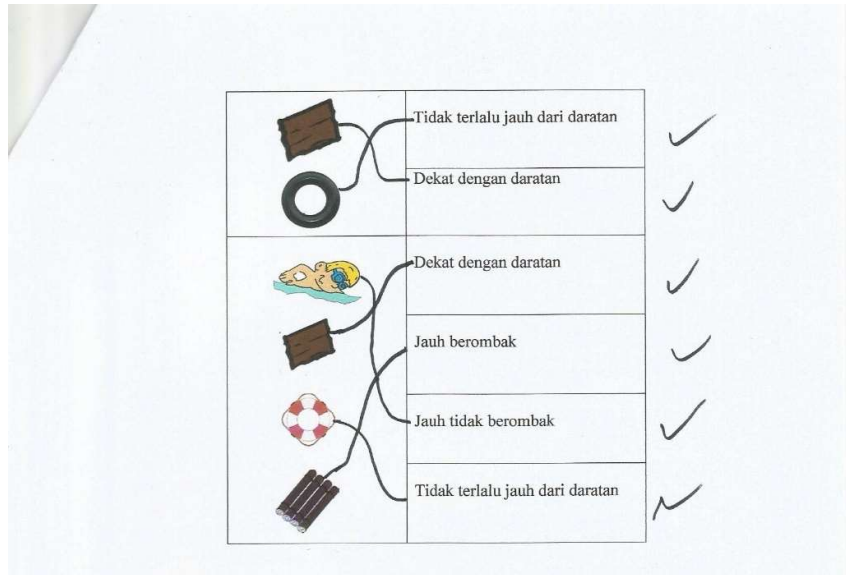 Tidak terlalu jauh dari daratan
Dekat dengan daratan
Dekat dengan daratan
Jauh berombak
Jauh tidak berombak
Tidak terlalu jauh dari daratan